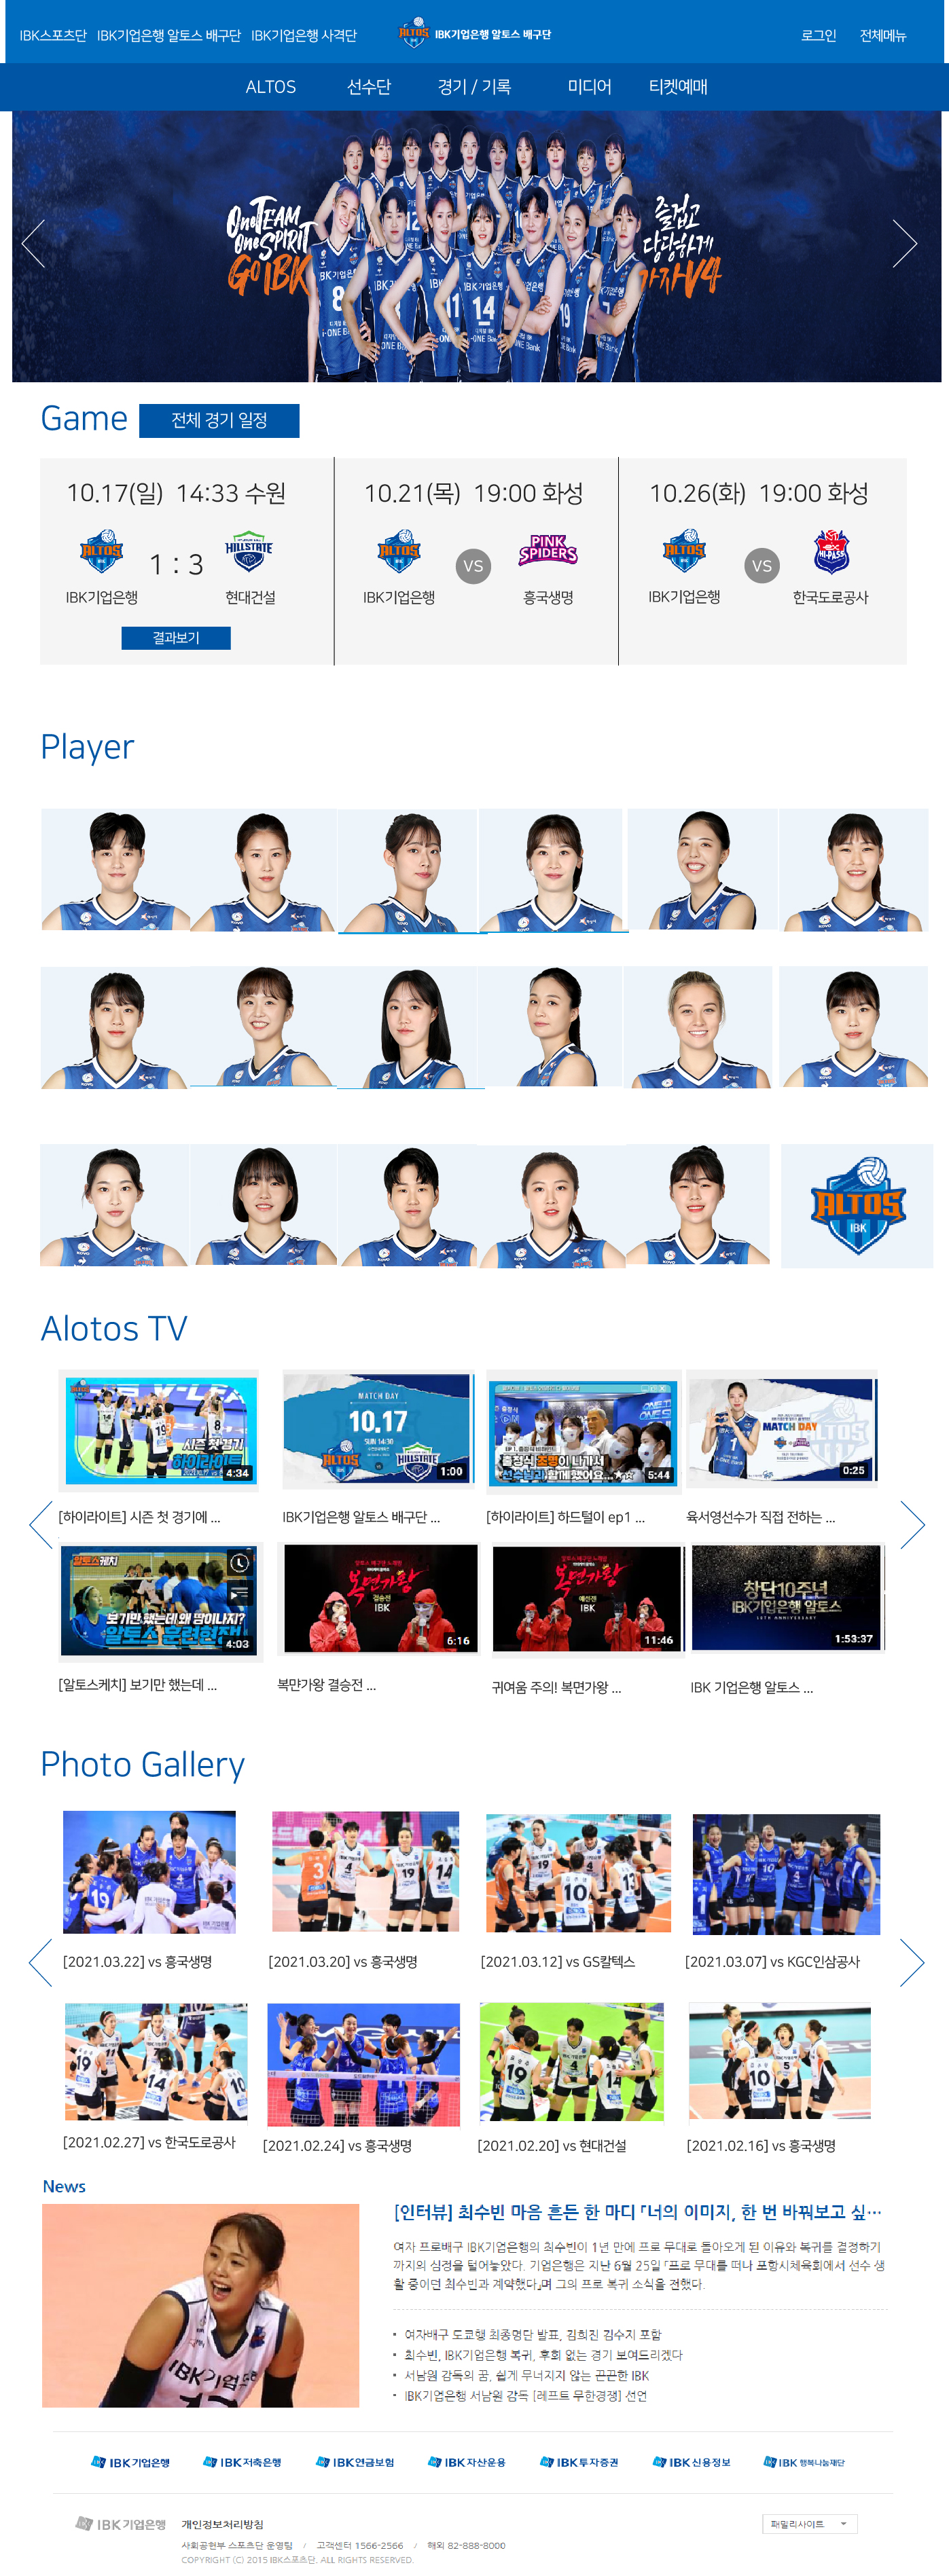 IBK스포츠단 IBK기업은행 알토스 배구단 IBK기업은행 사격단
ALTOS IBK기업은행 알토스 배구단
로그인 전체메뉴
ALTOS 선수단 경기 / 기록 미디어 티켓예매
One TEAM
One SPIRIT
GO IBK
즐겁고
당당하게
가자 V4
Game 전체 경기 일정
10.17(일) 14:33 수원
ALTOS 1 : 3 HILLSTATE
IBK기업은행 현대건설
결과보기
10.21(목) 19:00 화성
ALTOS VS PINK SPIDERS
IBK기업은행 흥국생명
10.26(화) 19:00 화성
ALTOS VS HI-PASS
IBK기업은행 한국도로공사
Player
ALTOS
IBK
Alotos TV
시즌 첫 경기
하이라이트
4:34
MATCH DAY
10.17
SUN 14:30
ALTOS HILLSTATE
1:00
선수님과 함께했어요...★☆
5:44
MATCH DAY
0:25
[하이라이트] 시즌 첫 경기에 ...
IBK기업은행 알토스 배구단 ...
[하이라이트] 하드털이 ep1 ...
육서영선수가 직접 전하는 ...
알토스케치
보기만 했는데 왜 땀이나지?
알토스 훈련현장!
4:03
복면가왕
결승전
IBK
6:16
복면가왕
예선전
IBK
11:46
창단10주년
IBK기업은행 알토스
10TH ANNIVERSARY
1:53:37
[알토스케치] 보기만 했는데 ...
복먄가왕 결승전 ...
귀여움 주의! 복면가왕 ...
IBK 기업은행 알토스 ...
Photo Gallery
[2021.03.22] vs 흥국생명
[2021.03.20] vs 흥국생명
[2021.03.12] vs GS칼텍스
[2021.03.07] vs KGC인삼공사
[2021.02.27] vs 한국도로공사
[2021.02.24] vs 흥국생명
[2021.02.20] vs 현대건설
[2021.02.16] vs 흥국생명
News
[인터뷰] 최수빈 마음 흔든 한 마디 「너의 이미지, 한 번 바꿔보고 싶…
여자 프로배구 IBK기업은행의 최수빈이 1년 만에 프로 무대로 돌아오게 된 이유와 복귀를 결정하기
까지의 심정을 털어놓았다. 기업은행은 지난 6월 25일 「프로 무대를 떠나 포항시체육회에서 선수 생
활 중이던 최수빈과 계약했다」며 그의 프로 복귀 소식을 전했다.
여자배구 도쿄행 최종명단 발표, 김희진 김수지 포함
최수빈, IBK기업은행 복귀, 후회 없는 경기 보여드리겠다
서남원 감독의 꿈, 쉽게 무너지지 않는 끈끈한 IBK
IBK기업은행 서남원 감독 [레프트 무한경쟁] 선언
IBK기업은행 IBK저축은행 IBK연금보험 IBK자산운용 IBK투자증권 IBK신용정보 IBK행복나눔재단
IBK기업은행 개인정보처리방침
패밀리사이트
사회공헌부 스포츠단 운영팀 / 고객센터 1566-2566 / 해외 82-888-8000
COPYRIGHT (C) 2015 IBK스포츠단. ALL RIGHTS RESERVED.